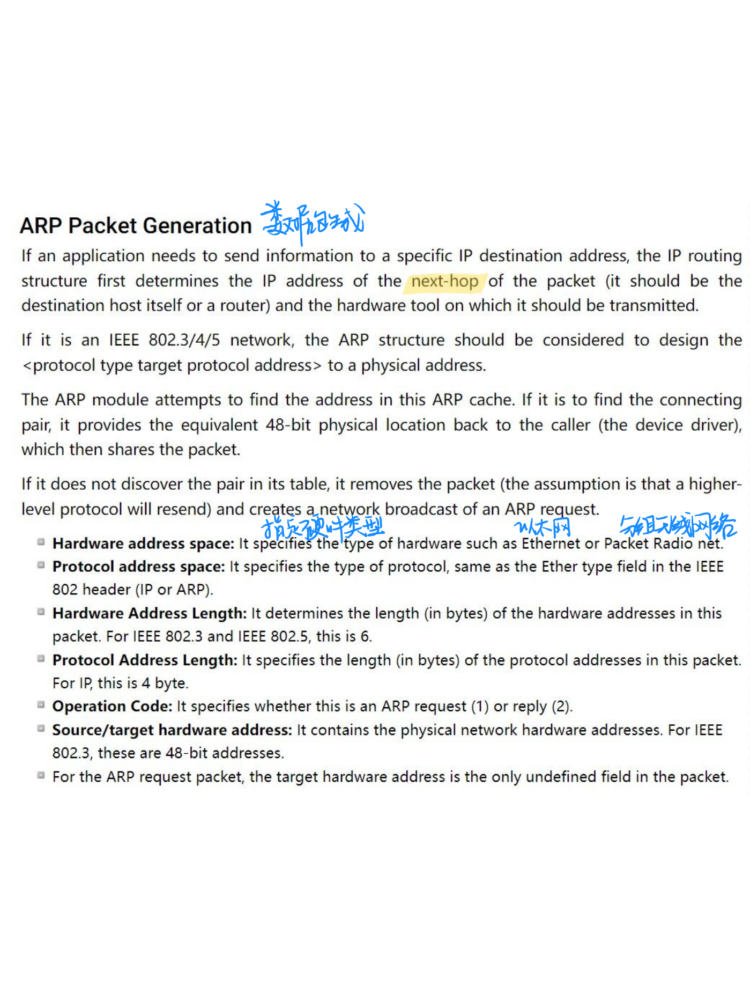 ARP Packet Generation 数据包生成
If an application needs to send information to a specific IP destination address, the IP routing
structure first determines the IP address of the next-hop of the packet (it should be the
destination host itself or a router) and the hardware tool on which it should be transmitted.
If it is an IEEE 802.3/4/5 network, the ARP structure should be considered to design the
<protocol type target protocol address> to a physical address.
The ARP module attempts to find the address in this ARP cache. If it is to find the connecting
pair, it provides the equivalent 48-bit physical location back to the caller (the device driver),
which then shares the packet.
If it does not discover the pair in its table, it removes the packet (the assumption is that a higher-
level protocol will resend) and creates a network broadcast of an ARP request.
指定硬件类型 以太网 分组无线网络
Hardware address space: It specifies the type of hardware such as Ethernet or Packet Radio net.
Protocol address space: It specifies the type of protocol, same as the Ether type field in the IEEE
802 header (IP or ARP).
Hardware Address Length: It determines the length (in bytes) of the hardware addresses in this
packet. For IEEE 802.3 and IEEE 802.5, this is 6.
Protocol Address Length: It specifies the length (in bytes) of the protocol addresses in this packet.
For IP, this is 4 byte.
Operation Code: It specifies whether this is an ARP request (1) or reply (2).
Source/target hardware address: It contains the physical network hardware addresses. For IEEE
802.3, these are 48-bit addresses.
For the ARP request packet, the target hardware address is the only undefined field in the packet.